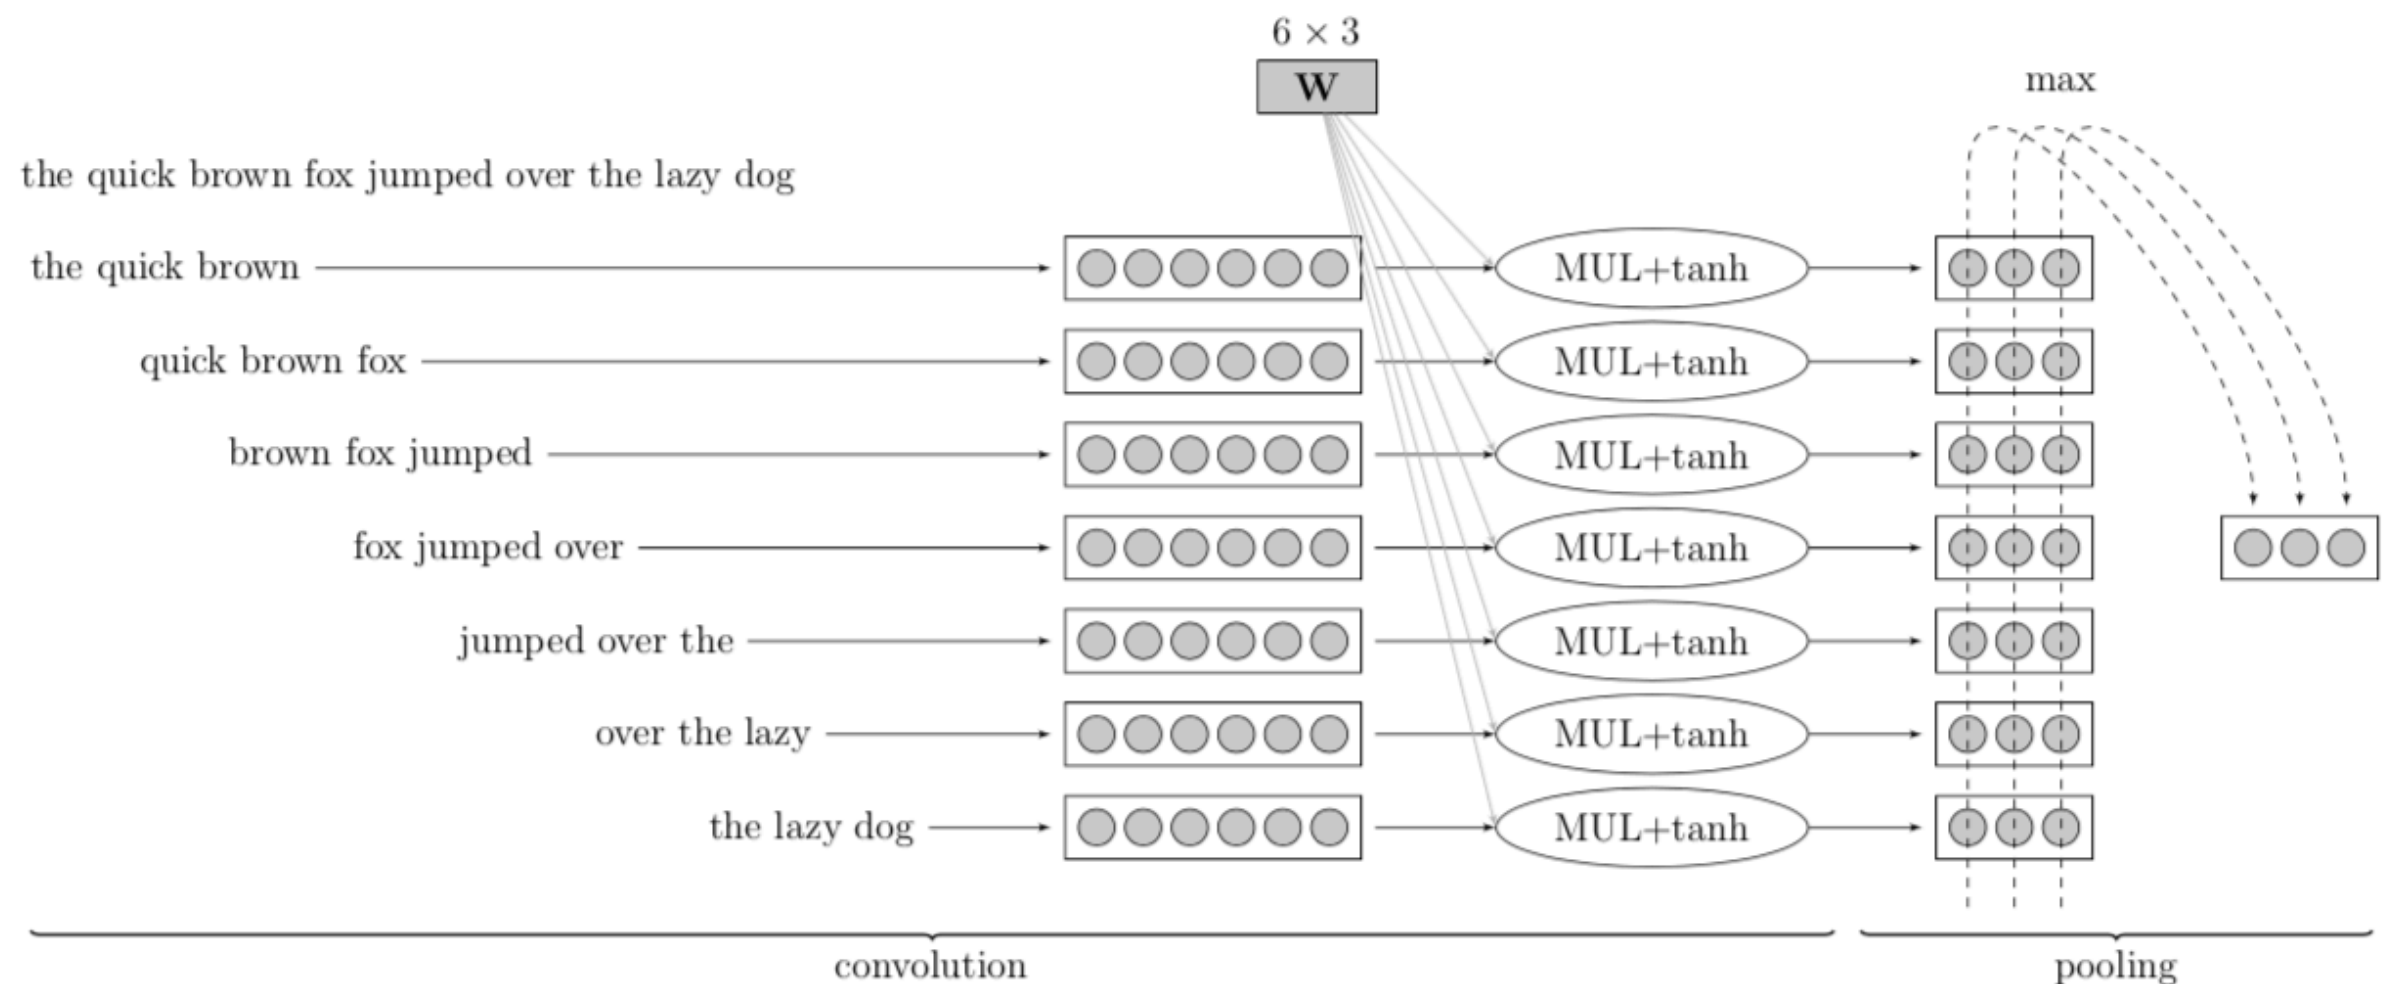 6 × 3
W
max
the quick brown fox jumped over the lazy dog
the quick brown
MUL+tanh
quick brown fox
MUL+tanh
brown fox jumped
MUL+tanh
fox jumped over
MUL+tanh
jumped over the
MUL+tanh
over the lazy
MUL+tanh
the lazy dog
MUL+tanh
convolution
pooling